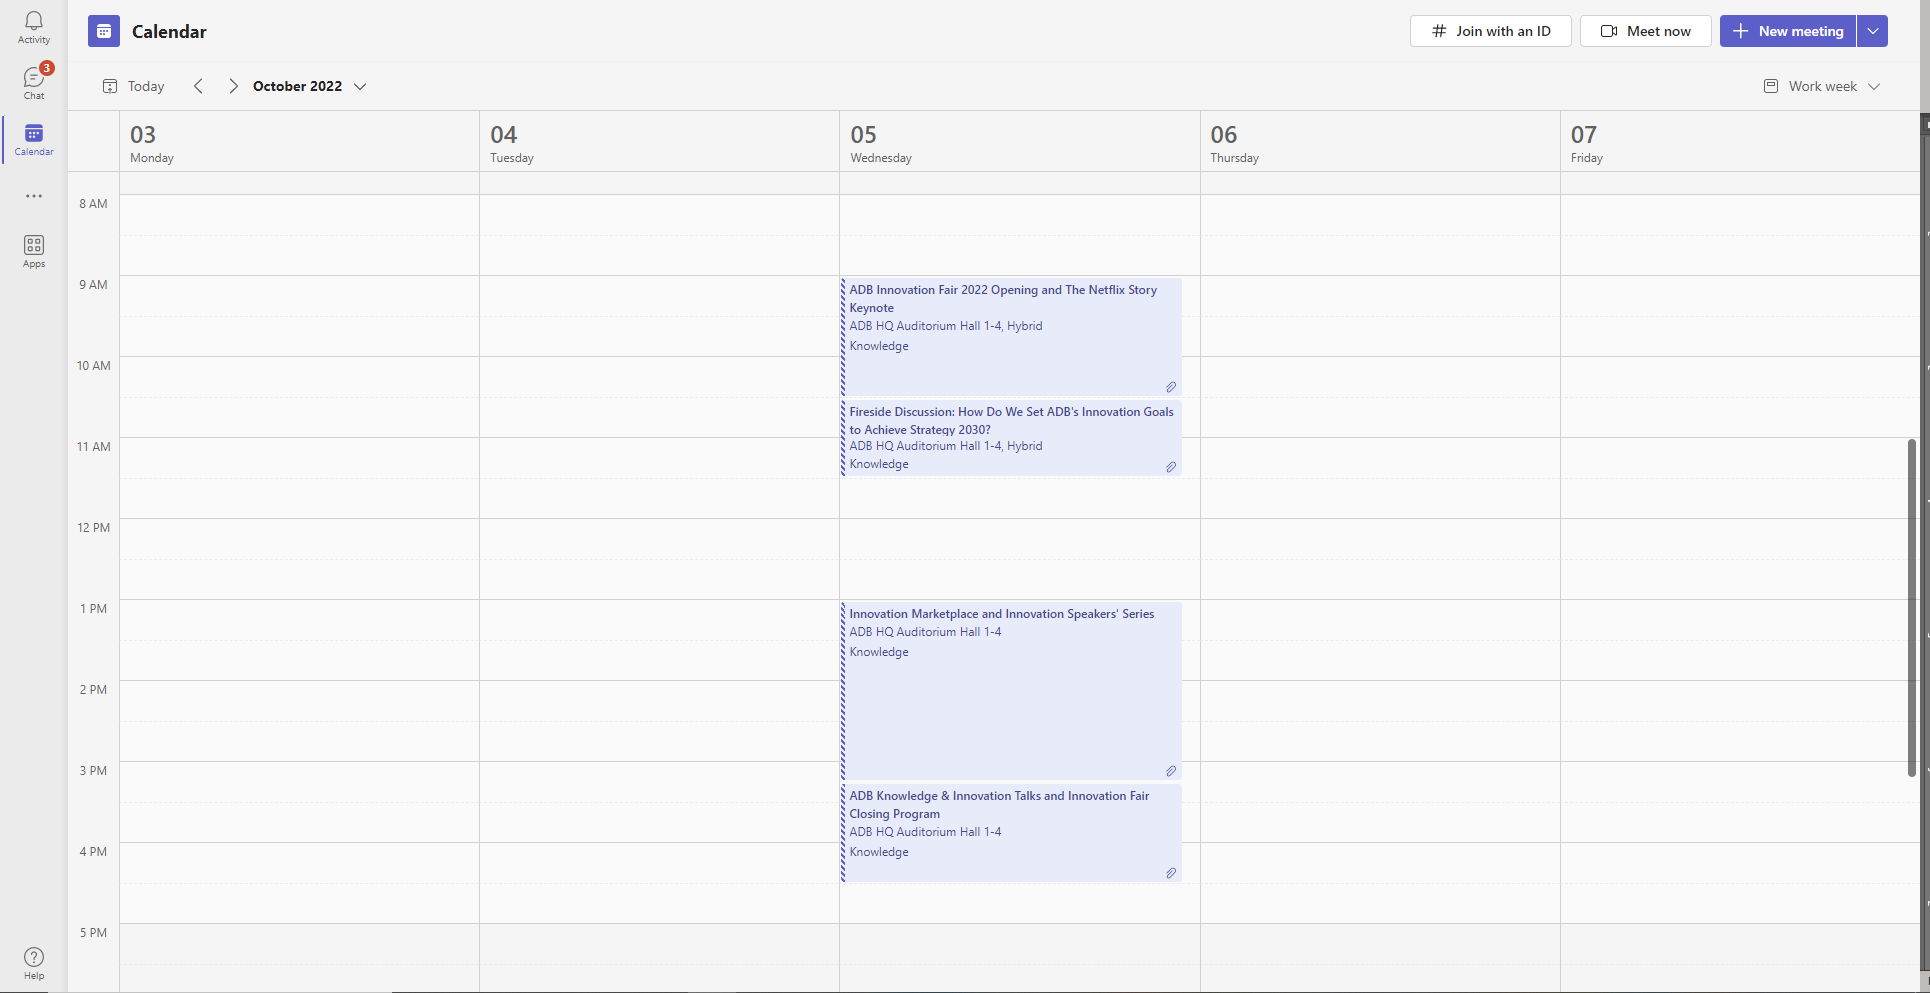 Activity
3
Chat
Calendar
Apps
Help
Calendar
Join with an ID
Meet now
New meeting
Today
October 2022
Work week
03
Monday
04
Tuesday
05
Wednesday
06
Thursday
07
Friday
8 AM
9 AM
10 AM
11 AM
12 PM
1 PM
2 PM
3 PM
4 PM
5 PM
ADB Innovation Fair 2022 Opening and The Netflix Story
Keynote
ADB HQ Auditorium Hall 1-4, Hybrid
Knowledge
Fireside Discussion: How Do We Set ADB's Innovation Goals
to Achieve Strategy 2030?
ADB HQ Auditorium Hall 1-4, Hybrid
Knowledge
Innovation Marketplace and Innovation Speakers' Series
ADB HQ Auditorium Hall 1-4
Knowledge
ADB Knowledge & Innovation Talks and Innovation Fair
Closing Program
ADB HQ Auditorium Hall 1-4
Knowledge